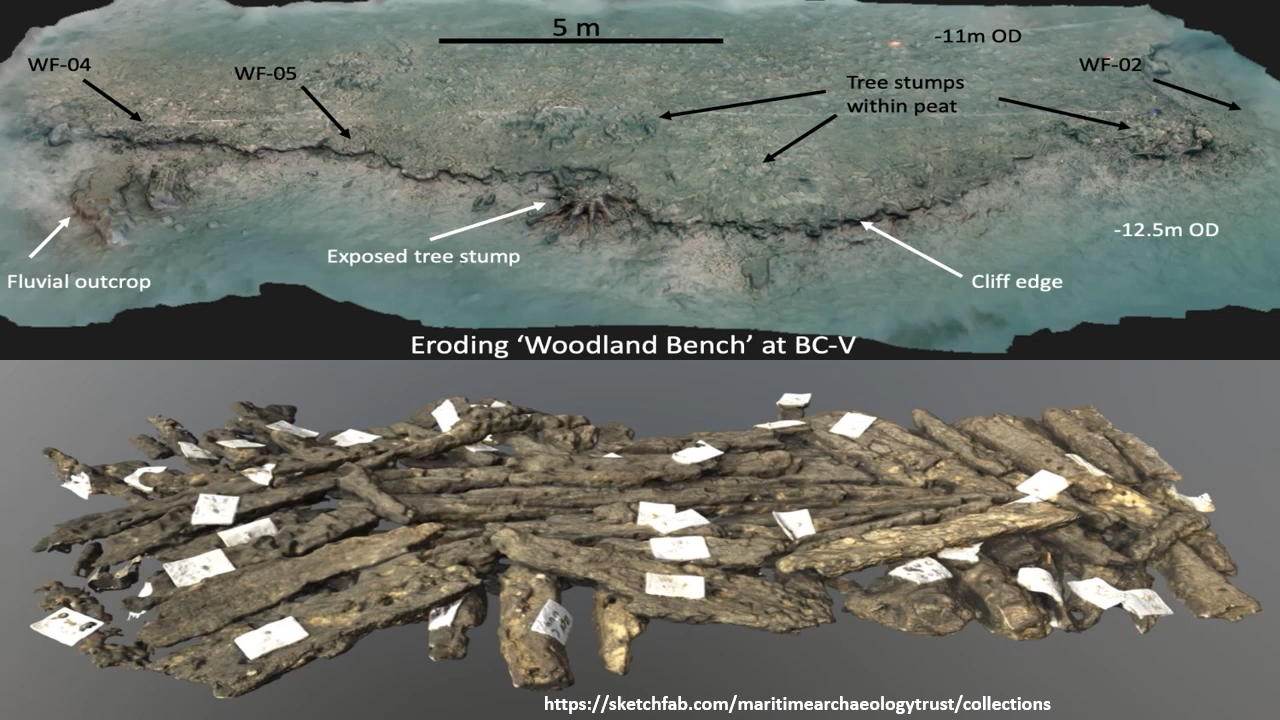 5 m
-11m OD
WF-04
WF-05
WF-02
Tree stumps
within peat
-12.5m OD
Exposed tree stump
Fluvial outcrop
Cliff edge
Eroding ‘Woodland Bench’ at BC-V
https://sketchfab.com/maritimearchaeologytrust/collections